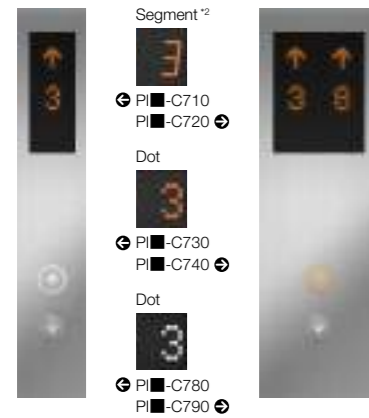 Segment *2
3
3
3 8
PI■-C710
PI■-C720
Dot
3
PI■-C730
PI■-C740
Dot
3
PI■-C780
PI■-C790